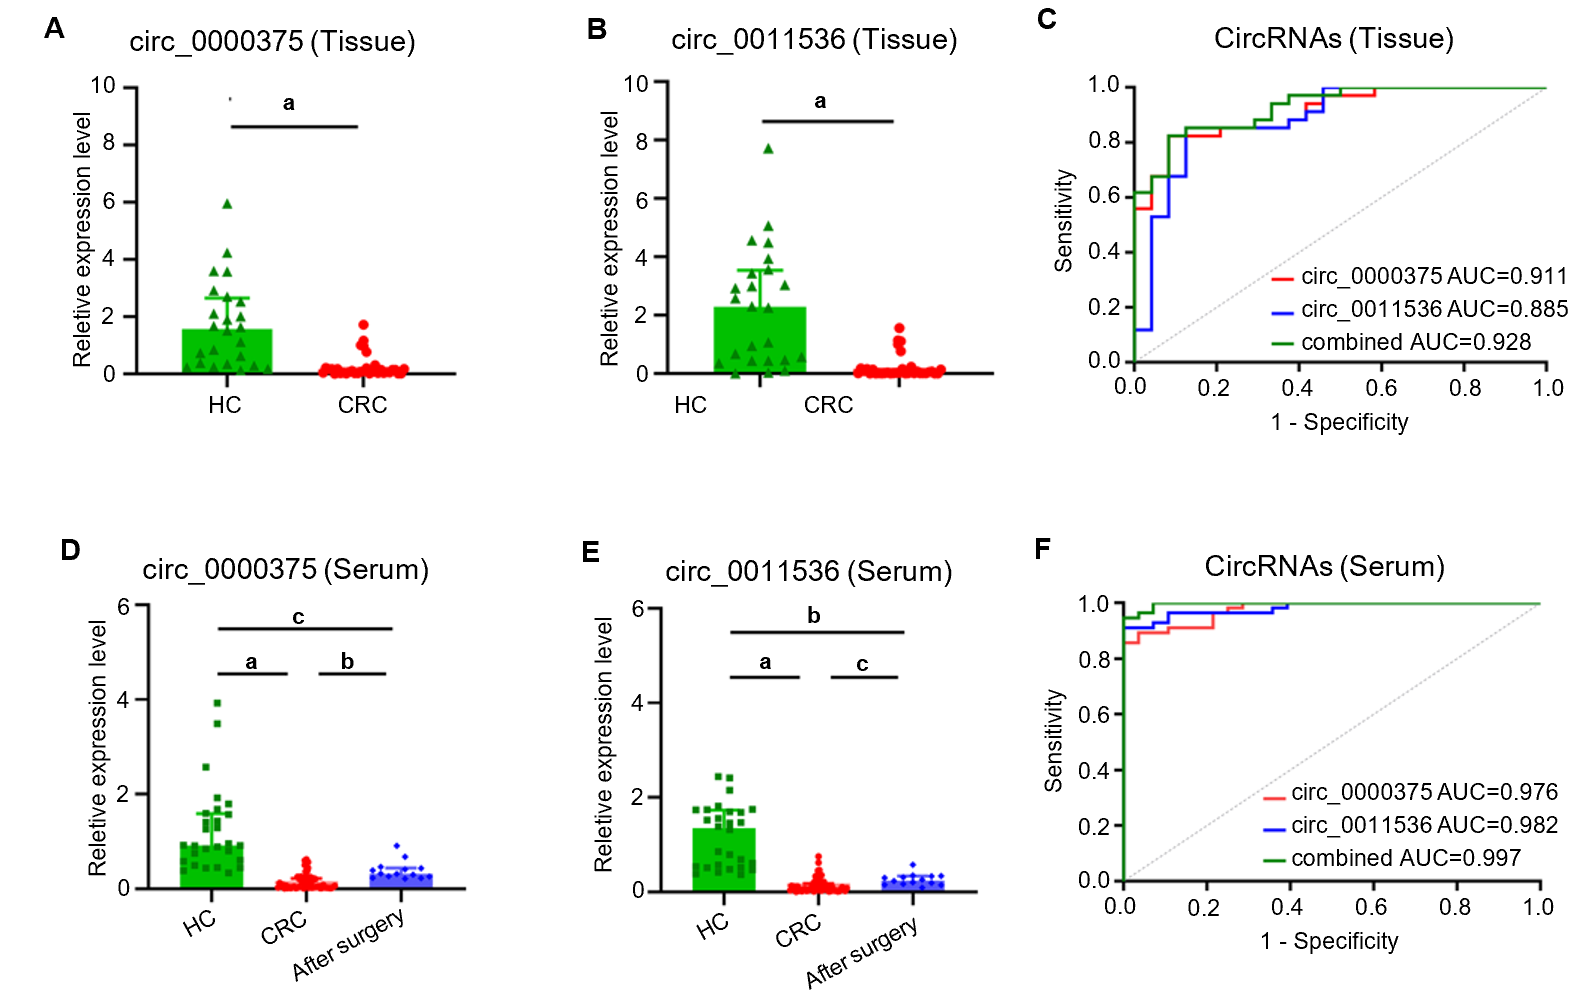 A
circ_0000375 (Tissue)
Reletive expression level
10
8
6
4
2
0
a
HC
CRC
B
circ_0011536 (Tissue)
Reletive expression level
10
8
6
4
2
0
a
HC
CRC
C
CircRNAs (Tissue)
Sensitivity
1.0
0.8
0.6
0.4
0.2
0.0
circ_0000375 AUC=0.911
circ_0011536 AUC=0.885
combined AUC=0.928
0.0
0.2
0.4
0.6
0.8
1.0
1 - Specificity
D
circ_0000375 (Serum)
Reletive expression level
6
4
2
0
c
a
b
HC
CRC
After surgery
E
circ_0011536 (Serum)
Reletive expression level
6
4
2
0
b
a
c
HC
CRC
After surgery
F
CircRNAs (Serum)
Sensitivity
1.0
0.8
0.6
0.4
0.2
0.0
circ_0000375 AUC=0.976
circ_0011536 AUC=0.982
combined AUC=0.997
0.0
0.2
0.4
0.6
0.8
1.0
1 - Specificity